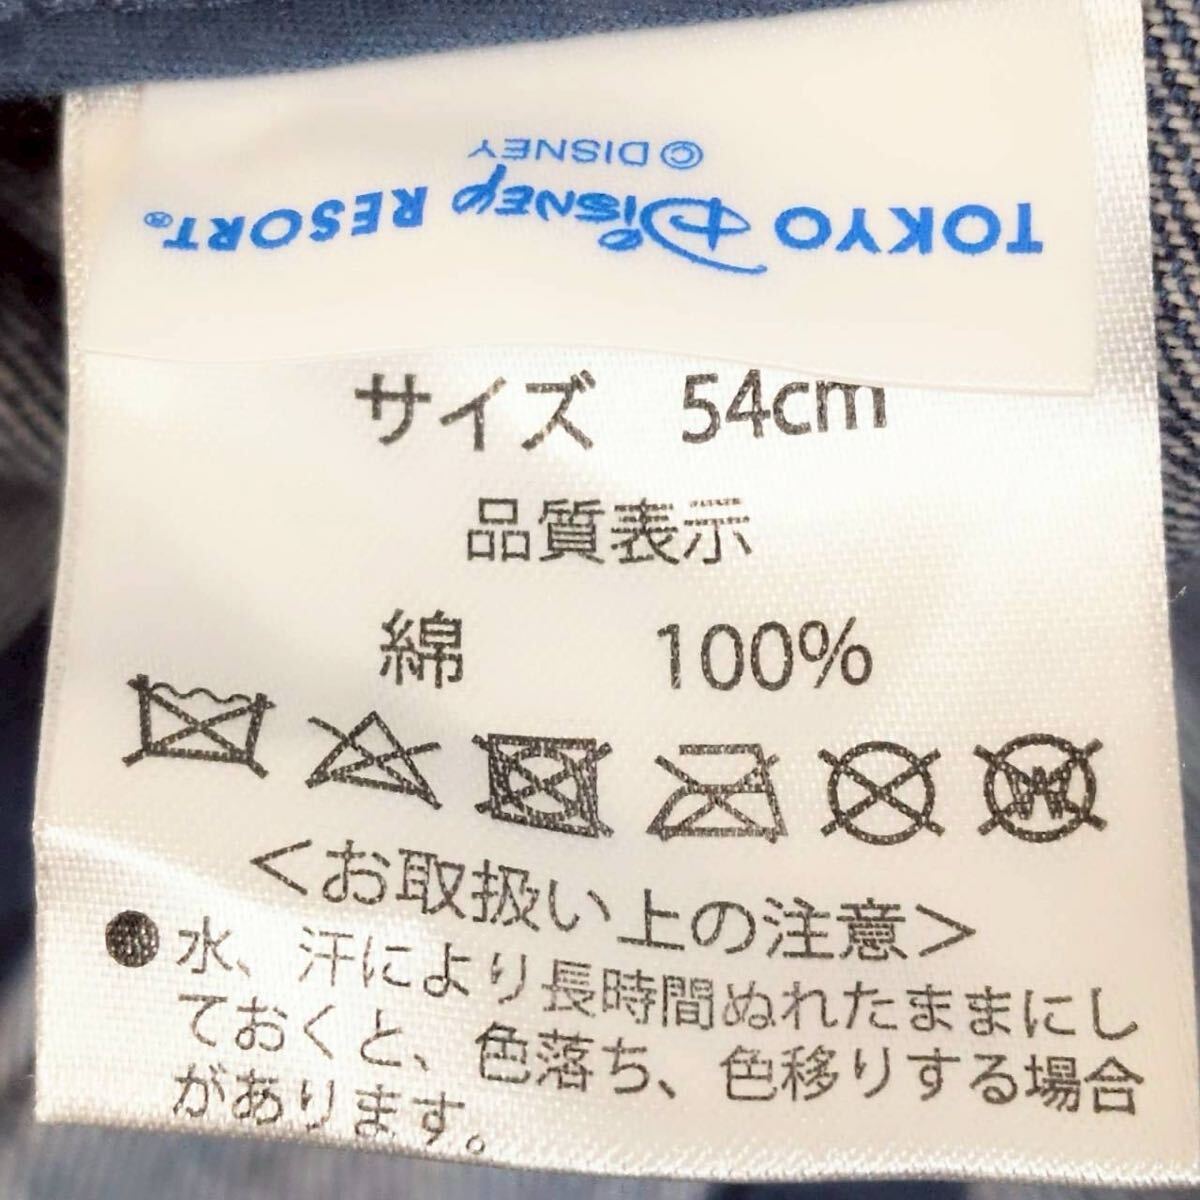 © DISNEY
TOKYO DISNEY RESORT®
サイズ 54cm
品質表示
綿 100%
W
＜お取扱い上の注意＞
●水、汗により長時間ぬれたままにし
ておくと、色落ち、色移りする場合
があります。